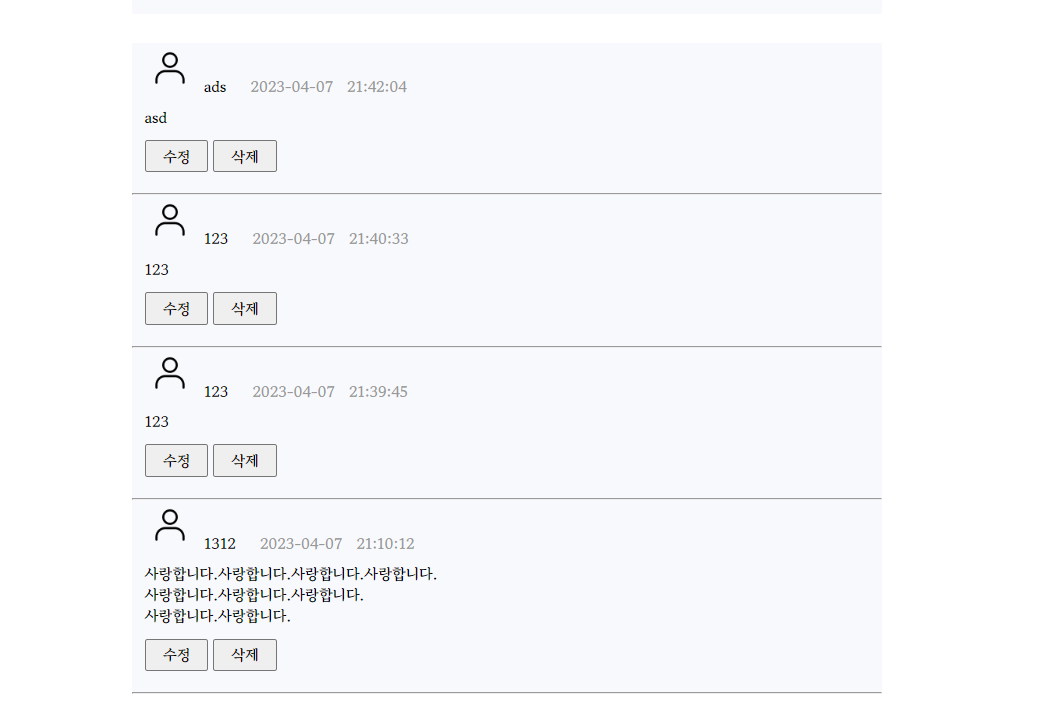 ads 2023-04-07 21:42:04
asd
수정 삭제
123 2023-04-07 21:40:33
123
수정 삭제
123 2023-04-07 21:39:45
123
수정 삭제
1312 2023-04-07 21:10:12
사랑합니다.사랑합니다.사랑합니다.사랑합니다.
사랑합니다.사랑합니다.사랑합니다.
사랑합니다.사랑합니다.
수정 삭제